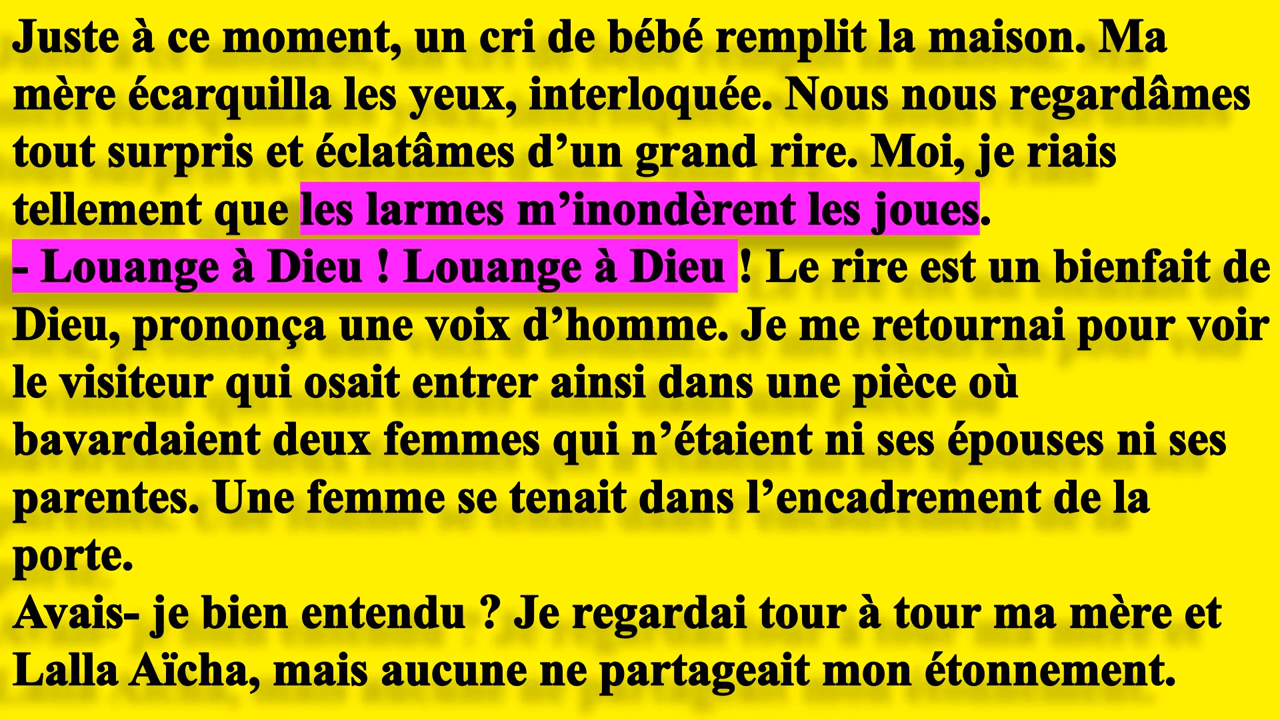 Juste à ce moment, un cri de bébé remplit la maison. Ma
mère écarquilla les yeux, interloquée. Nous nous regardâmes
tout surpris et éclatâmes d’un grand rire. Moi, je riais
tellement que les larmes m’inondèrent les joues.
- Louange à Dieu ! Louange à Dieu ! Le rire est un bienfait de
Dieu, prononça une voix d’homme. Je me retournai pour voir
le visiteur qui osait entrer ainsi dans une pièce où
bavardaient deux femmes qui n’étaient ni ses épouses ni ses
parentes. Une femme se tenait dans l’encadrement de la
porte.
Avais- je bien entendu ? Je regardai tour à tour ma mère et
Lalla Aïcha, mais aucune ne partageait mon étonnement.